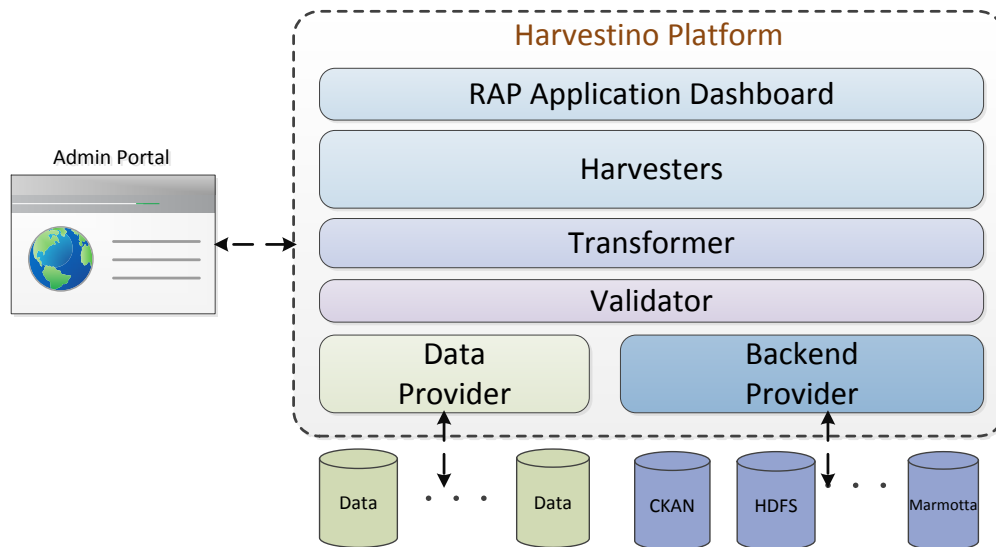 Harvestino Platform
RAP Application Dashboard
Admin Portal
Harvesters
Transformer
Validator
Data
Provider
Backend
Provider
Data
Data
CKAN
HDFS
Marmotta